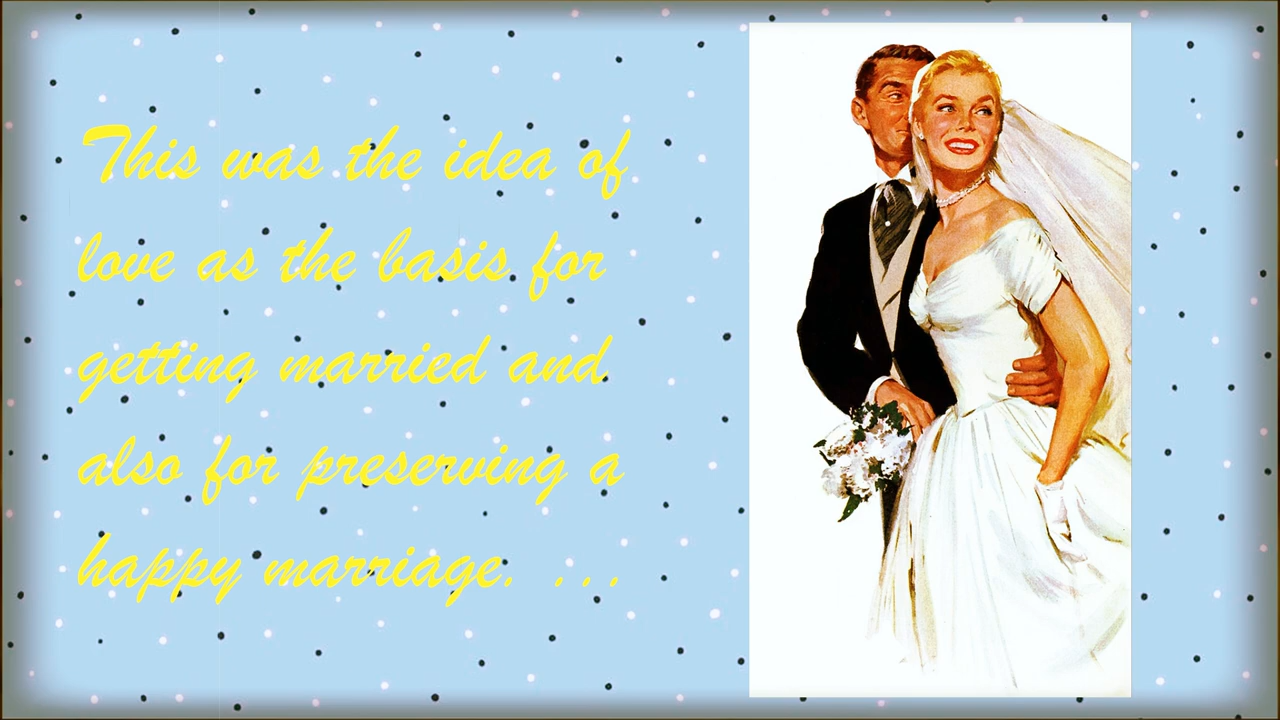 This was the idea of
love as the basis for
getting married and
also for preserving a
happy marriage. ...